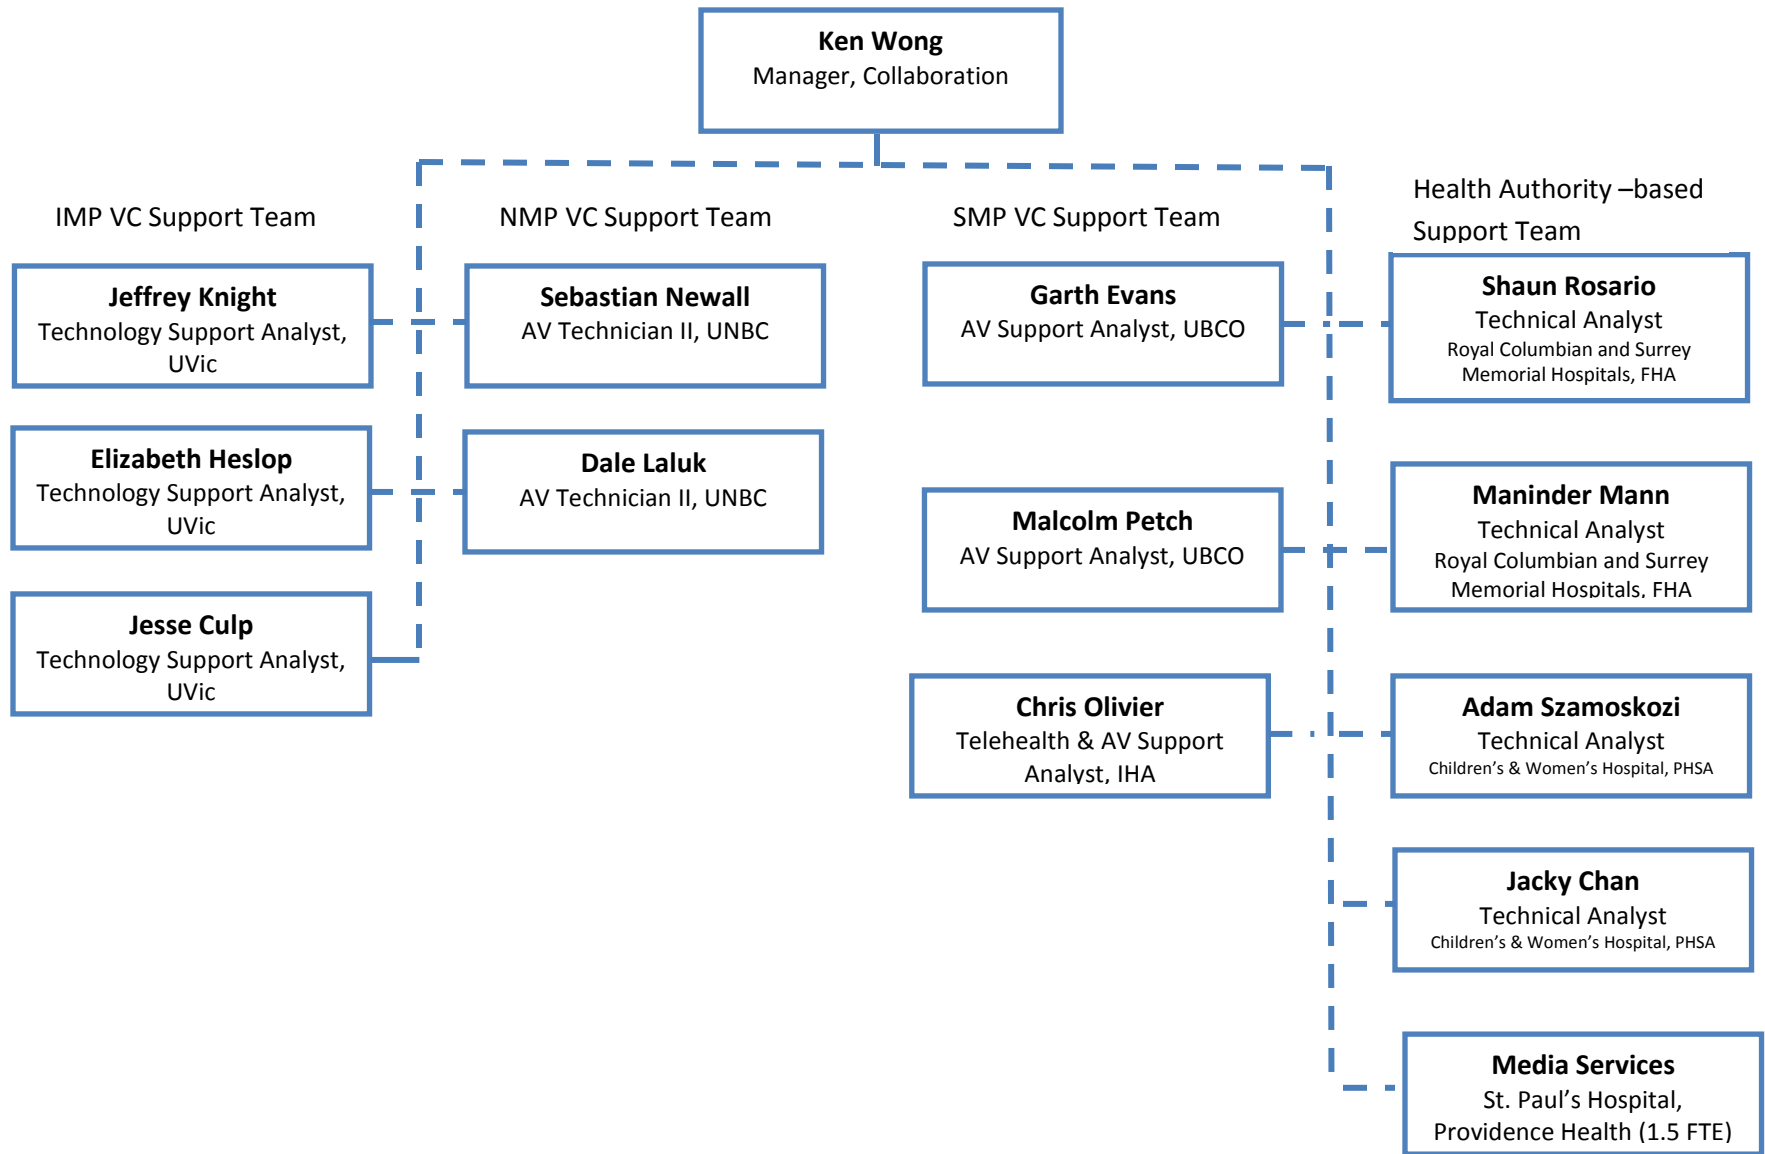 Ken Wong
Manager, Collaboration
IMP VC Support Team
Jeffrey Knight
Technology Support Analyst,
UVic
Elizabeth Heslop
Technology Support Analyst,
UVic
Jesse Culp
Technology Support Analyst,
UVic
NMP VC Support Team
Sebastian Newall
AV Technician II, UNBC
Dale Laluk
AV Technician II, UNBC
SMP VC Support Team
Garth Evans
AV Support Analyst, UBCO
Malcolm Petch
AV Support Analyst, UBCO
Chris Olivier
Telehealth & AV Support
Analyst, IHA
Health Authority –based
Support Team
Shaun Rosario
Technical Analyst
Royal Columbian and Surrey
Memorial Hospitals, FHA
Maninder Mann
Technical Analyst
Royal Columbian and Surrey
Memorial Hospitals, FHA
Adam Szamoskozi
Technical Analyst
Children’s & Women’s Hospital, PHSA
Jacky Chan
Technical Analyst
Children’s & Women’s Hospital, PHSA
Media Services
St. Paul’s Hospital,
Providence Health (1.5 FTE)